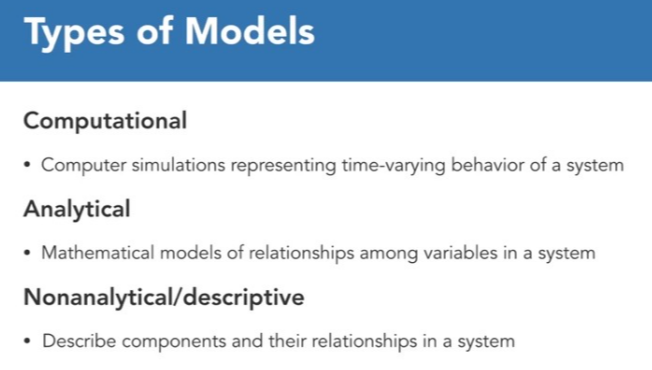 Types of Models
Computational
• Computer simulations representing time-varying behavior of a system
Analytical
• Mathematical models of relationships among variables in a system
Nonanalytical/descriptive
• Describe components and their relationships in a system